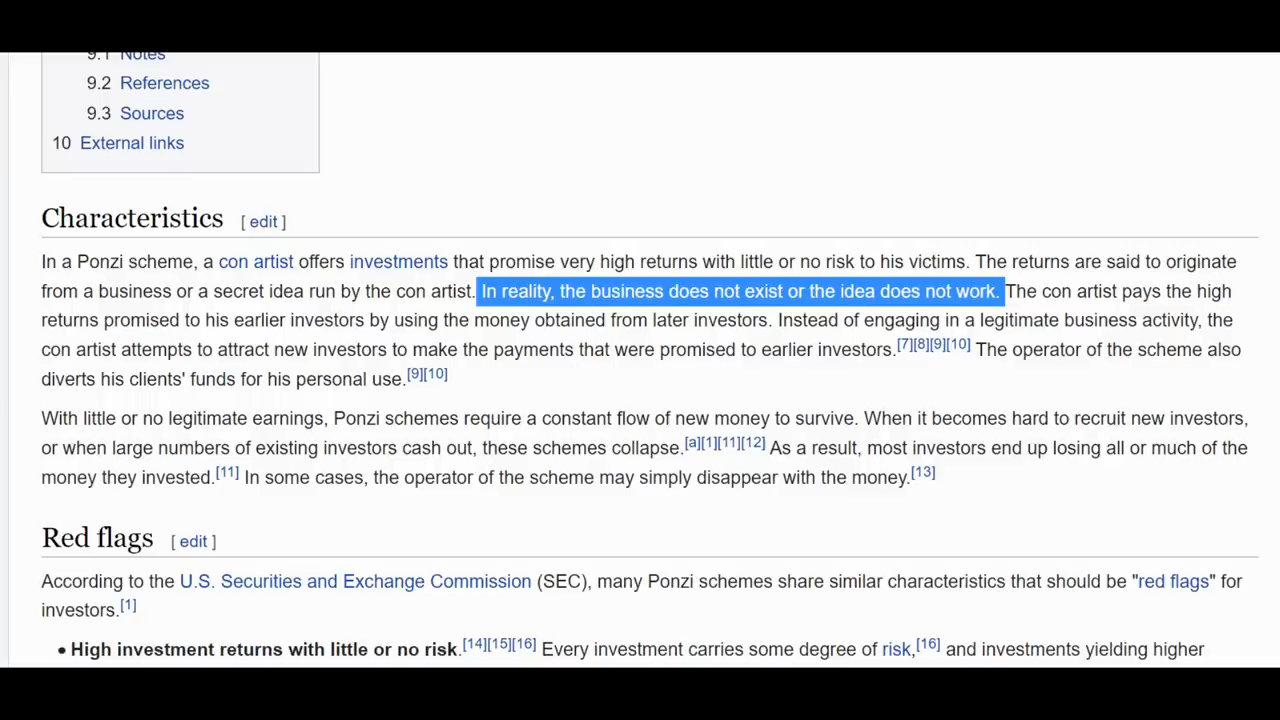 9.1 Notes
9.2 References
9.3 Sources
10 External links
Characteristics [ edit ]
In a Ponzi scheme, a con artist offers investments that promise very high returns with little or no risk to his victims. The returns are said to originate
from a business or a secret idea run by the con artist. In reality, the business does not exist or the idea does not work. The con artist pays the high
returns promised to his earlier investors by using the money obtained from later investors. Instead of engaging in a legitimate business activity, the
con artist attempts to attract new investors to make the payments that were promised to earlier investors.[7][8][9][10] The operator of the scheme also
diverts his clients' funds for his personal use.[9][10]
With little or no legitimate earnings, Ponzi schemes require a constant flow of new money to survive. When it becomes hard to recruit new investors,
or when large numbers of existing investors cash out, these schemes collapse.[a][1][11][12] As a result, most investors end up losing all or much of the
money they invested.[11] In some cases, the operator of the scheme may simply disappear with the money.[13]
Red flags [ edit ]
According to the U.S. Securities and Exchange Commission (SEC), many Ponzi schemes share similar characteristics that should be "red flags" for
investors.[1]
• High investment returns with little or no risk.[14][15][16] Every investment carries some degree of risk,[16] and investments yielding higher